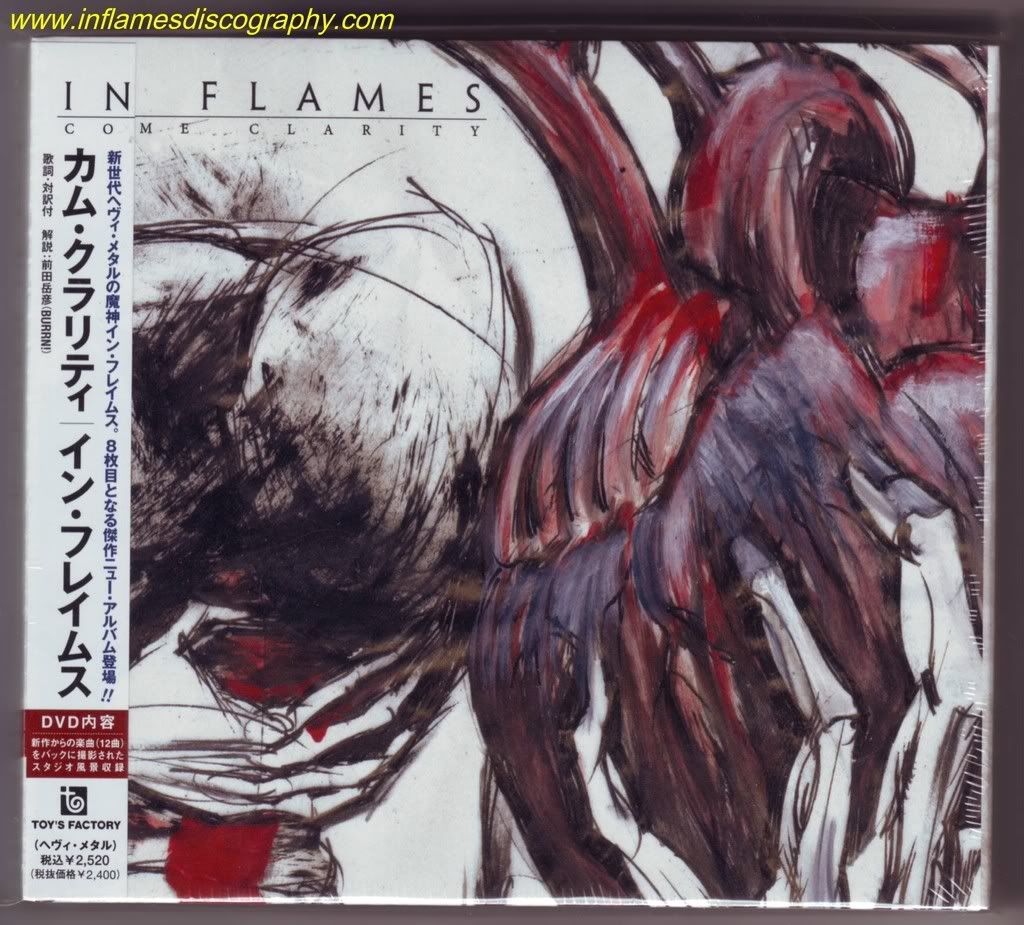 www.inflamesdiscography.com
IN FLAMES
COME CLARITY
新世代ヘヴィ・メタルの魔神イン・フレイムス。8枚目となる傑作ニュー・アルバム登場!!
カム・クラリティ|イン・フレイムス
歌詞・対訳付 解説:前田岳彦(BURRN!)
DVD内容
新作からの楽曲(12曲)
をバックに撮影された
スタジオ風景収録
TOY'S FACTORY
(ヘヴィ・メタル)
税込¥2,520
(税抜価格¥2,400)